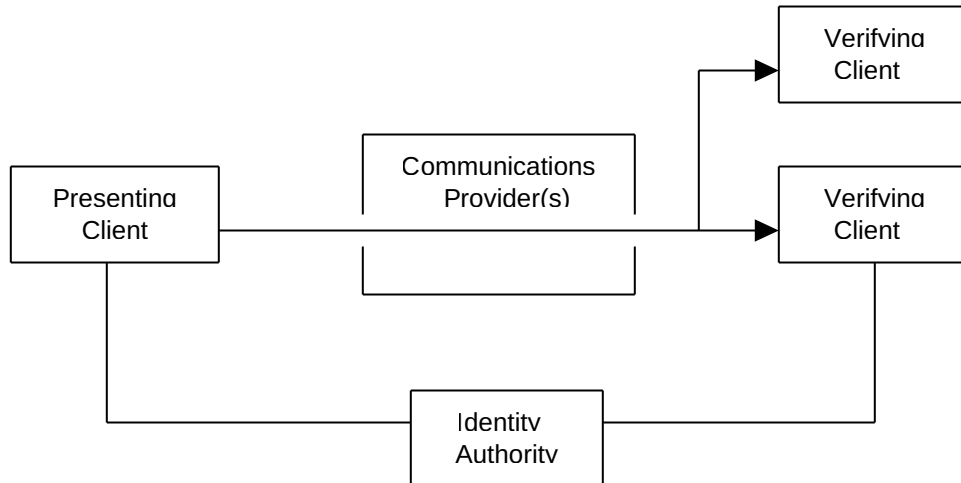 Verifying
Client
Communications
Provider(s)
Presenting
Client
Verifying
Client
Identity
Authority